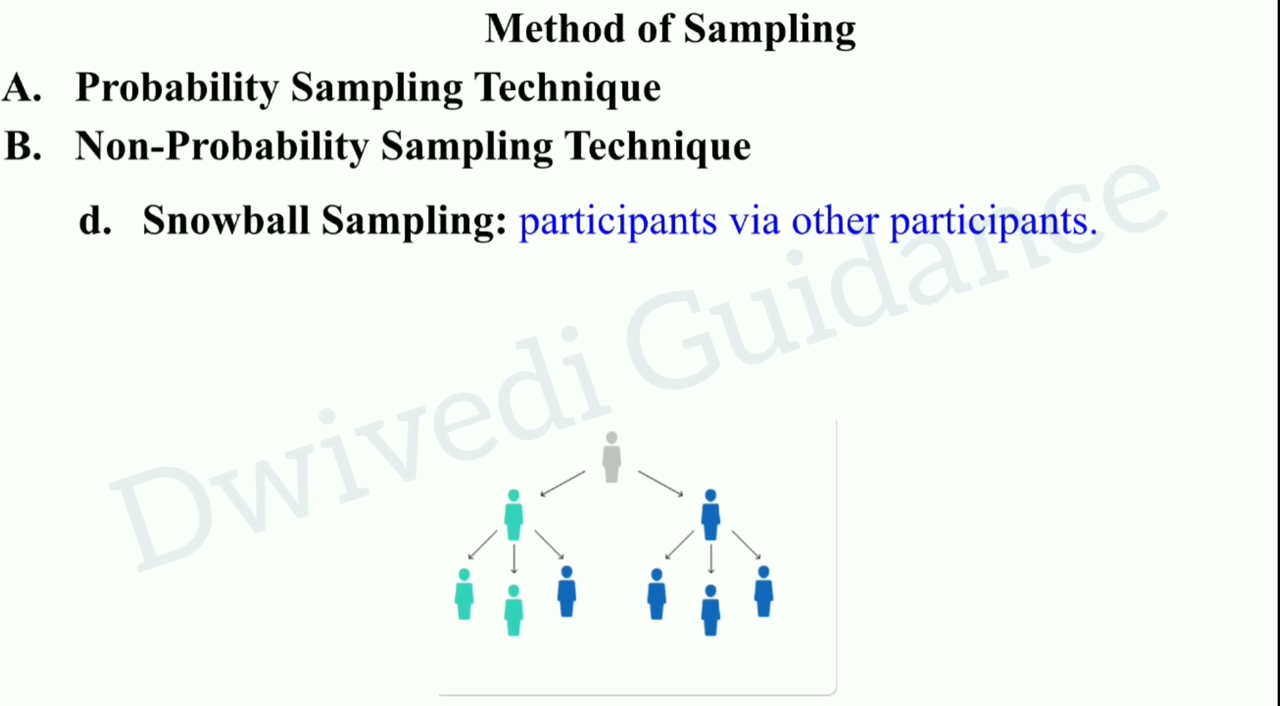 Method of Sampling
A. Probability Sampling Technique
B. Non-Probability Sampling Technique
d. Snowball Sampling: participants via other participants.
Dwivedi Guidance